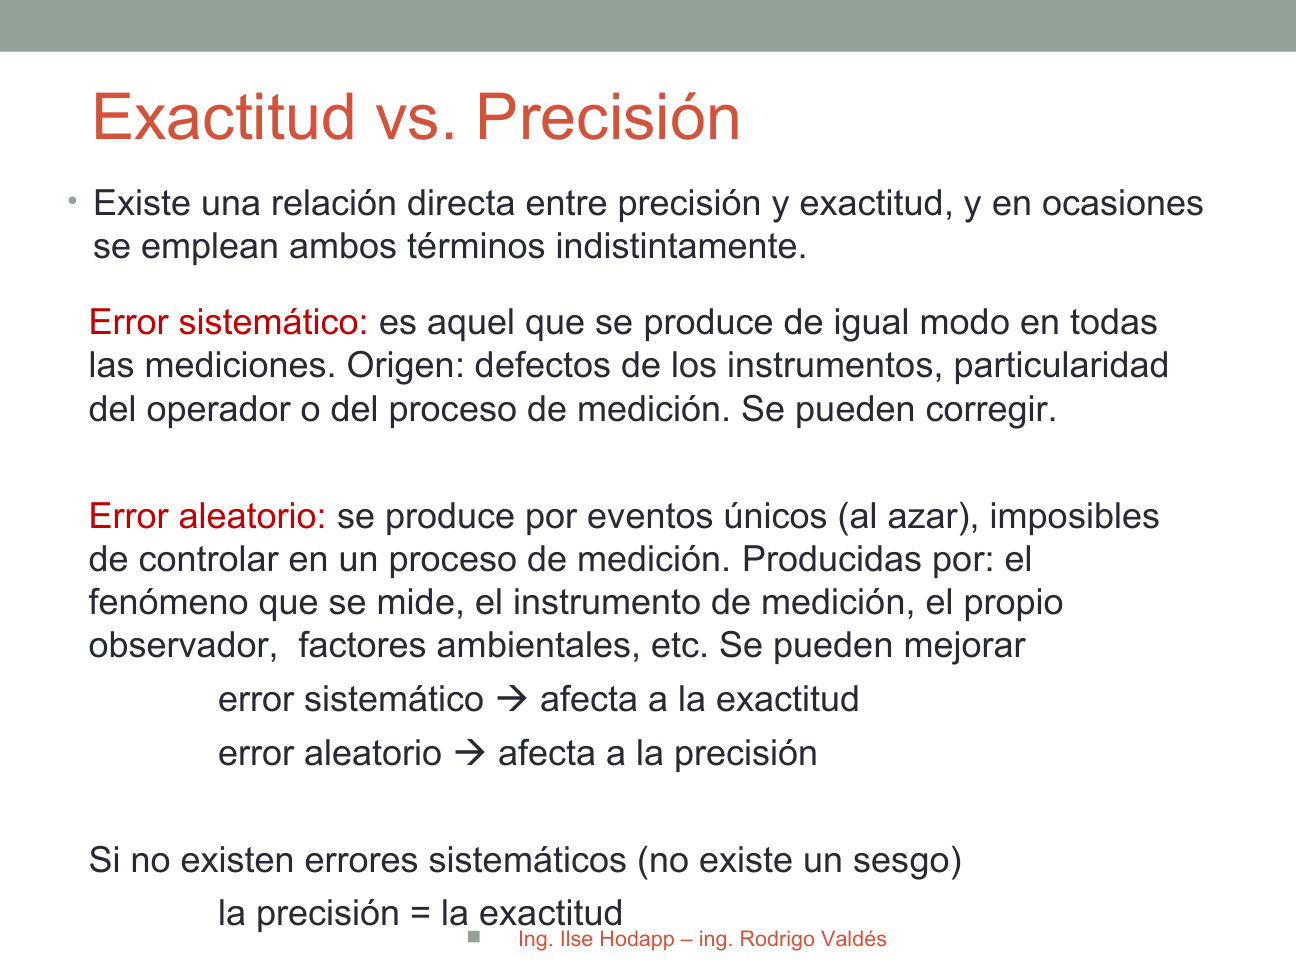 Exactitud vs. Precisión
• Existe una relación directa entre precisión y exactitud, y en ocasiones
se emplean ambos términos indistintamente.
Error sistemático: es aquel que se produce de igual modo en todas
las mediciones. Origen: defectos de los instrumentos, particularidad
del operador o del proceso de medición. Se pueden corregir.
Error aleatorio: se produce por eventos únicos (al azar), imposibles
de controlar en un proceso de medición. Producidas por: el
fenómeno que se mide, el instrumento de medición, el propio
observador,  factores ambientales, etc. Se pueden mejorar
error sistemático → afecta a la exactitud
error aleatorio → afecta a la precisión
Si no existen errores sistemáticos (no existe un sesgo)
la precisión = la exactitud
■ Ing. Ilse Hodapp – ing. Rodrigo Valdés